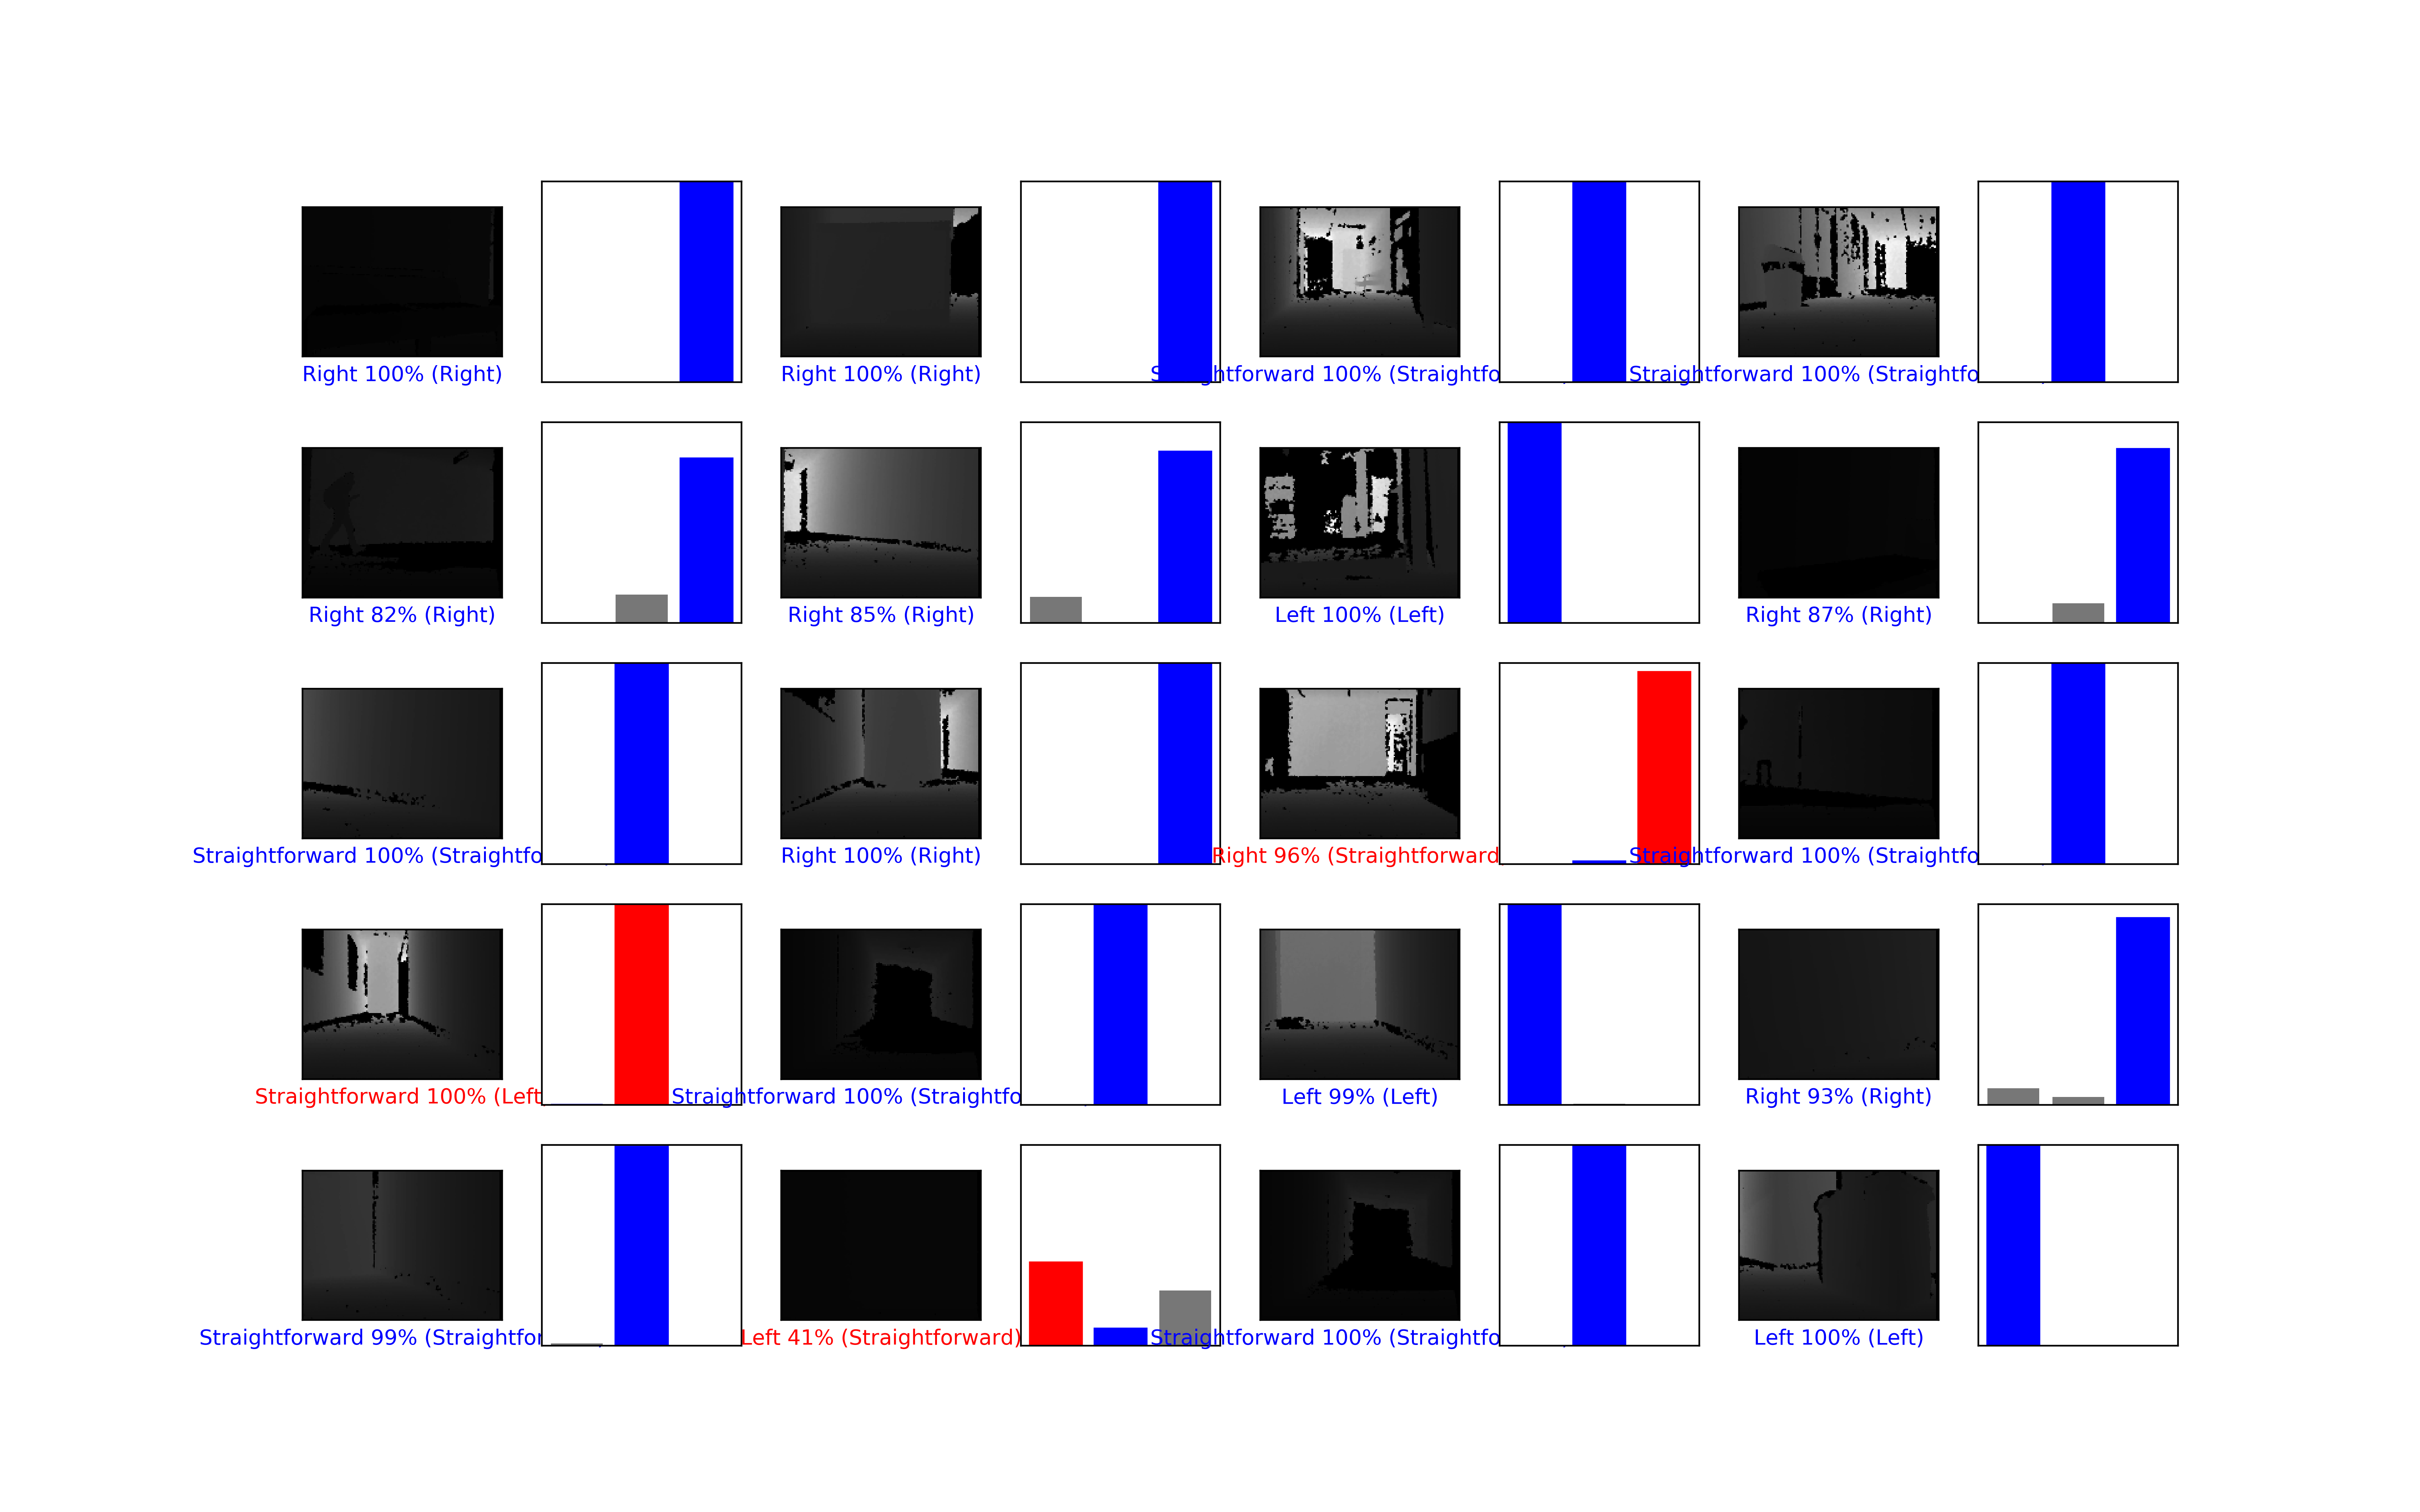 Right 100% (Right)
Right 100% (Right)
Straightforward 100% (Straightfo
Straightforward 100% (Straightfo
Right 82% (Right)
Right 85% (Right)
Left 100% (Left)
Right 87% (Right)
Straightforward 100% (Straightfo
Right 100% (Right)
Right 96% (Straightforward
Straightforward 100% (Straightfo
Straightforward 100% (Left
Straightforward 100% (Straightfo
Left 99% (Left)
Right 93% (Right)
Straightforward 99% (Straightfor
Left 41% (Straightforward)
Straightforward 100% (Straightfo
Left 100% (Left)